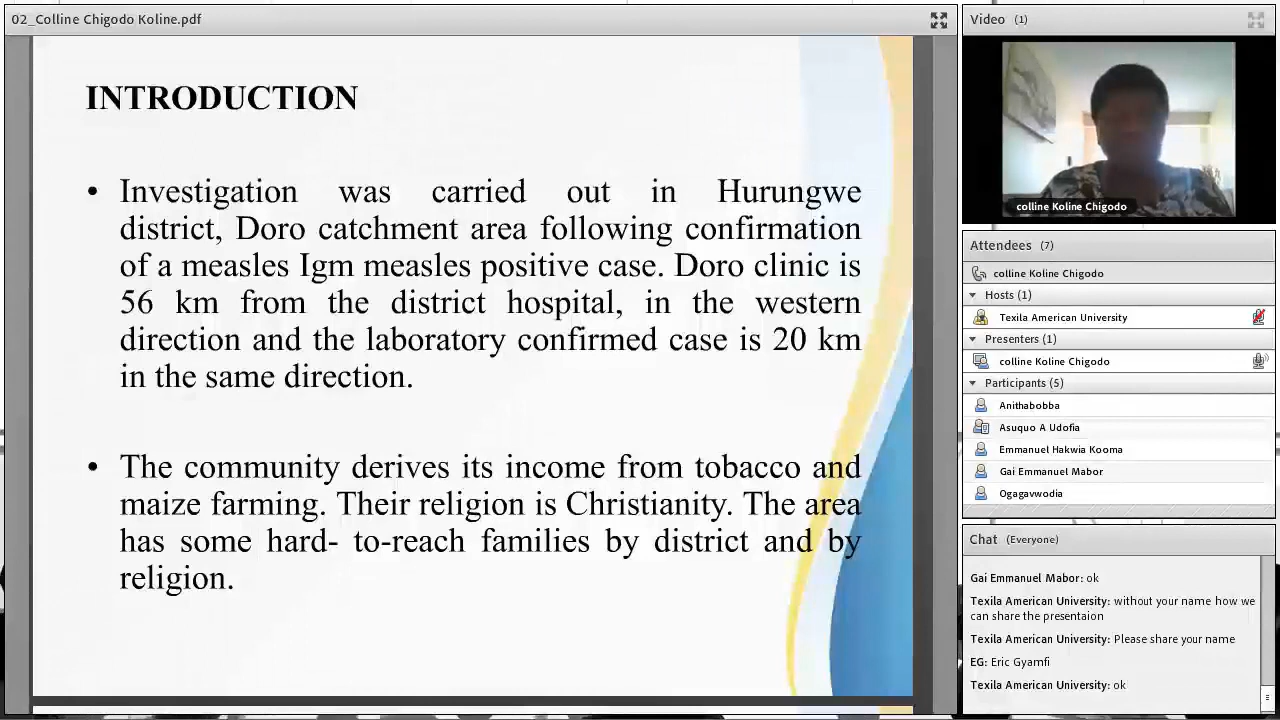 02_Colline Chigodo Koline.pdf
INTRODUCTION
• Investigation was carried out in Hurungwe
district, Doro catchment area following confirmation
of a measles Igm measles positive case. Doro clinic is
56 km from the district hospital, in the western
direction and the laboratory confirmed case is 20 km
in the same direction.
• The community derives its income from tobacco and
maize farming. Their religion is Christianity. The area
has some hard- to-reach families by district and by
religion.
Video (1)
colline Koline Chigodo
Attendees (7)
colline Koline Chigodo
Hosts (1)
Texila American University
Presenters (1)
colline Koline Chigodo
Participants (5)
Anithabobba
Asuquo A Udofia
Emmanuel Hakwia Kooma
Gai Emmanuel Mabor
Ogagavwodia
Chat (Everyone)
Gai Emmanuel Mabor: ok
Texila American University: without your name how we
can share the presentaion
Texila American University: Please share your name
EG: Eric Gyamfi
Texila American University: ok